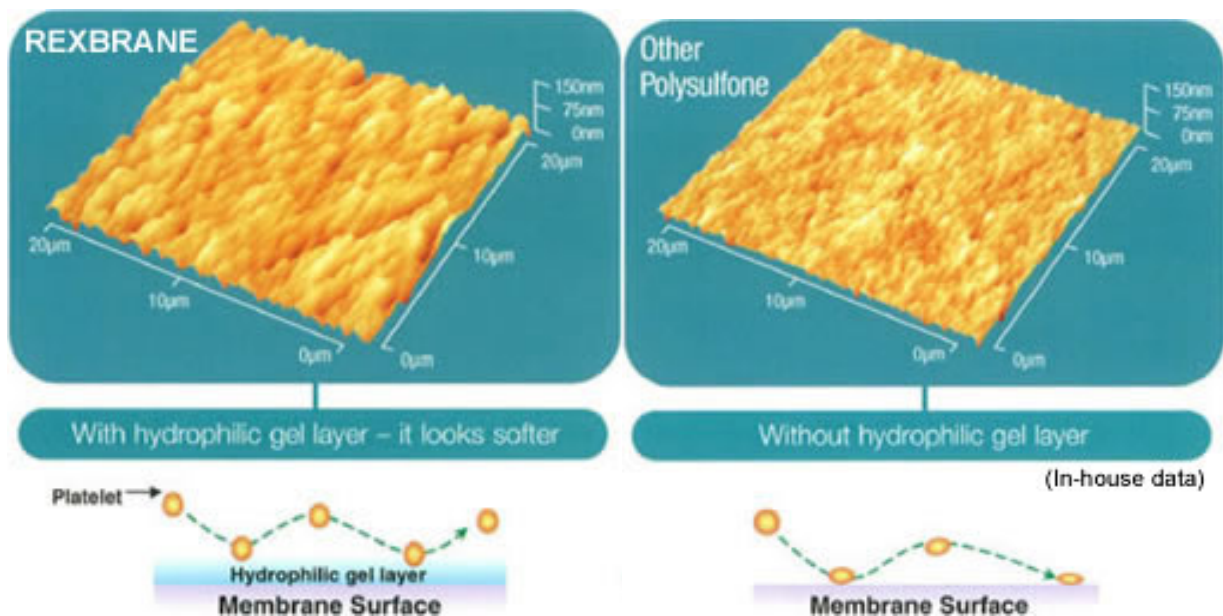 REXBRANE
150nm
75nm
0nm
20µm
10µm
0µm
20µm
10µm
0µm
Other
Polysulfone
150nm
75nm
0nm
20µm
10µm
0µm
20µm
10µm
0µm
With hydrophilic gel layer – it looks softer
Without hydrophilic gel layer
(In-house data)
Platelet
Hydrophilic gel layer
Membrane Surface
Membrane Surface